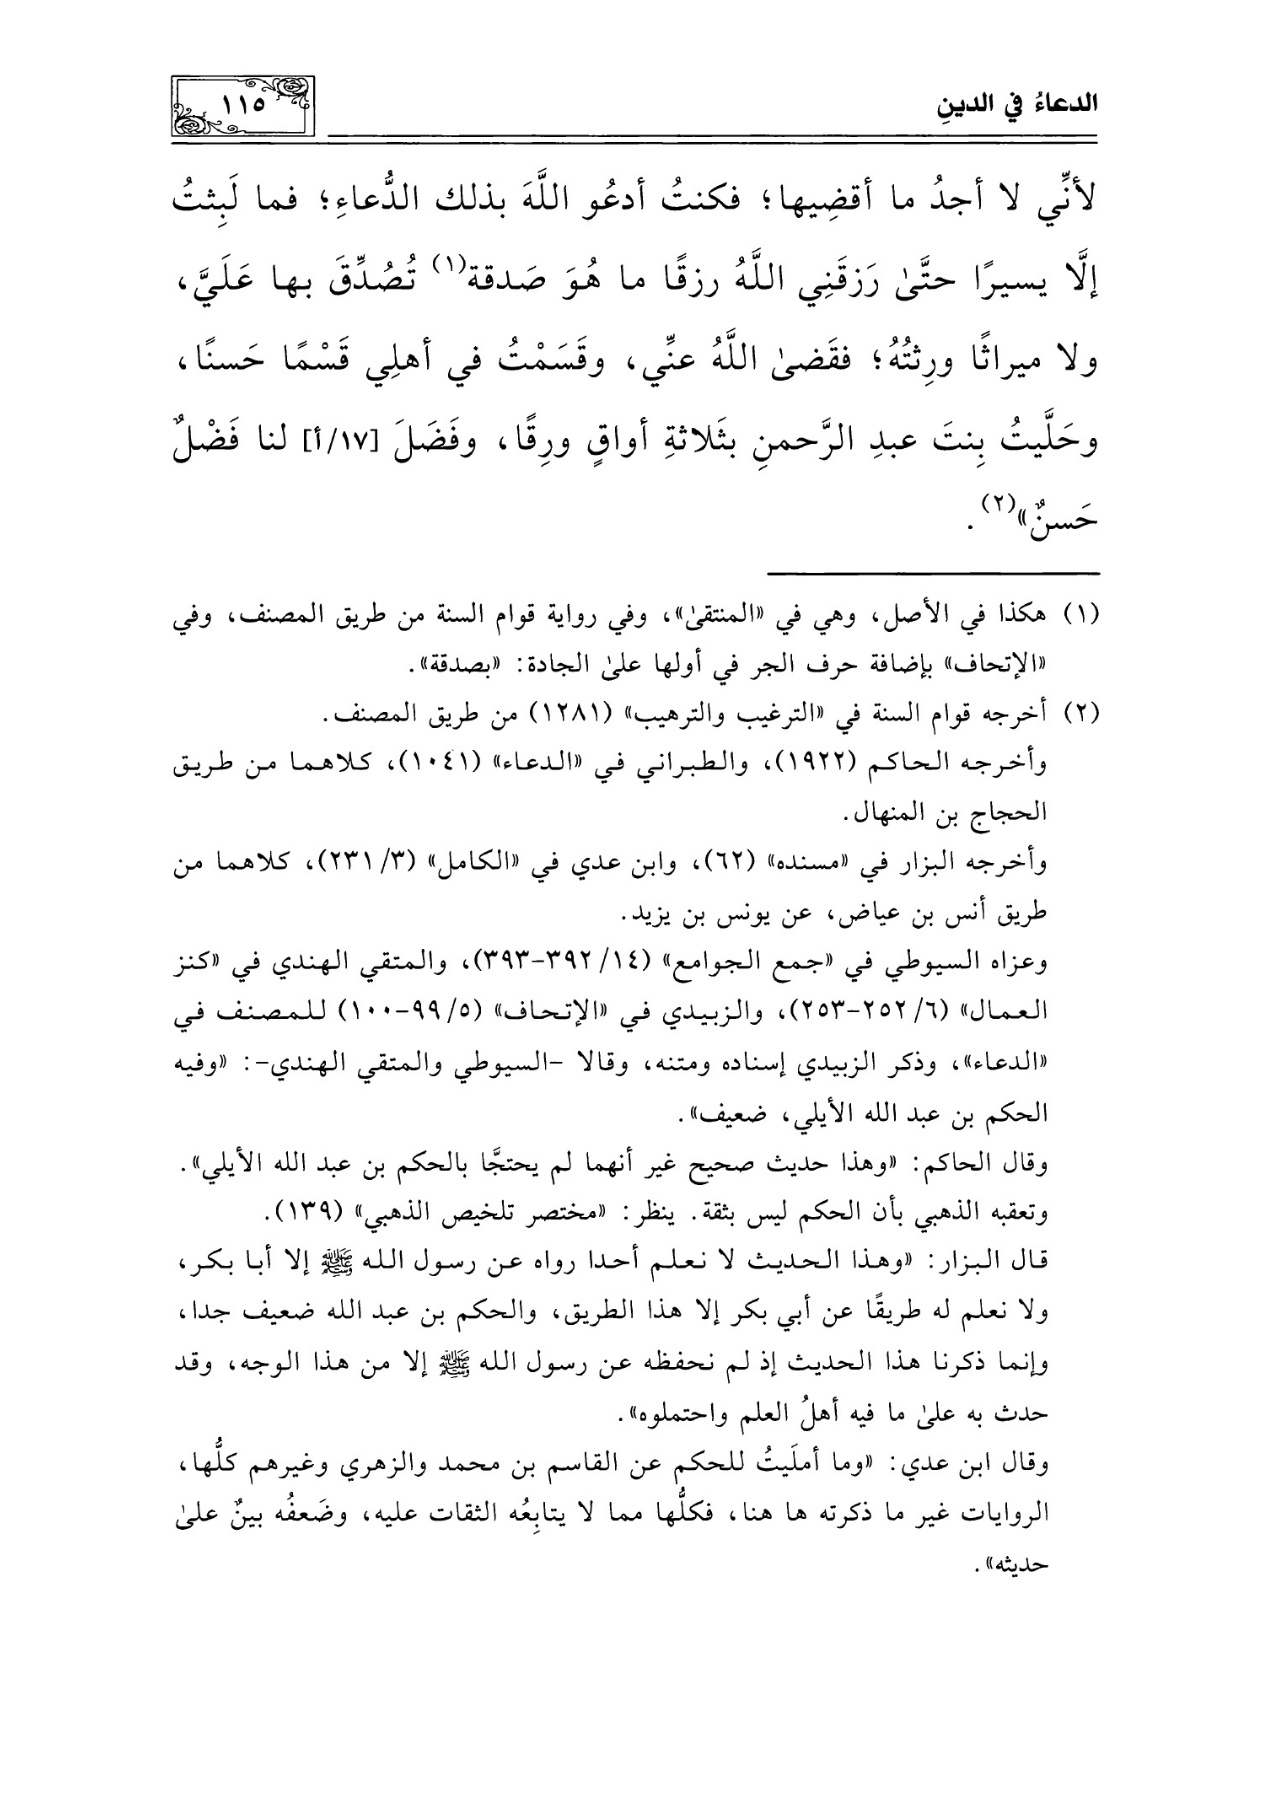 الدعاءُ في الدينِ
١١٥
لأنِّي لا أجدُ ما أقضِيها؛ فكنتُ أدعُو اللَّهَ بذلك الدُّعاءِ؛ فما لَبِثتُ
إلَّا يسيرًا حتَّىٰ رَزقَنِي اللَّهُ رزقًا ما هُوَ صَدقة(١) تُصُدِّقَ بها عَلَيَّ،
ولا ميراثًا ورِثتُهُ؛ فقَضىٰ اللَّهُ عنِّي، وقَسَمْتُ في أهلِي قَسْمًا حَسنًا،
وحَلَّيتُ بِنتَ عبدِ الرَّحمنِ بثَلاثةِ أواقٍ ورِقًا، وفَضَلَ [١٧/أ] لنا فَضْلٌ
حَسنٌ»(٢).
(١) هكذا في الأصل، وهي في «المنتقىٰ»، وفي رواية قوام السنة من طريق المصنف، وفي
«الإتحاف» بإضافة حرف الجر في أولها علىٰ الجادة: «بصدقة».
(٢) أخرجه قوام السنة في «الترغيب والترهيب» (١٢٨١) من طريق المصنف.
وأخرجه الحاكم (١٩٢٢)، والطبراني في «الدعاء» (١٠٤١)، كلاهما من طريق
الحجاج بن المنهال.
وأخرجه البزار في «مسنده» (٦٢)، وابن عدي في «الكامل» (٢٣١/٣)، كلاهما من
طريق أنس بن عياض، عن يونس بن يزيد.
وعزاه السيوطي في «جمع الجوامع» (١٤/ ٣٩٢-٣٩٣)، والمتقي الهندي في «كنز
العمال» (٦/ ٢٥٢-٢٥٣)، والزبيدي في «الإتحاف» (٥/ ٩٩-١٠٠) للمصنف في
«الدعاء»، وذكر الزبيدي إسناده ومتنه، وقالا -السيوطي والمتقي الهندي-: «وفيه
الحكم بن عبد الله الأيلي، ضعيف».
وقال الحاكم: «وهذا حديث صحيح غير أنهما لم يحتجَّا بالحكم بن عبد الله الأيلي».
وتعقبه الذهبي بأن الحكم ليس بثقة. ينظر: «مختصر تلخيص الذهبي» (١٣٩).
قال البزار: «وهذا الحديث لا نعلم أحدا رواه عن رسول الله ﷺ إلا أبا بكر،
ولا نعلم له طريقًا عن أبي بكر إلا هذا الطريق، والحكم بن عبد الله ضعيف جدا،
وإنما ذكرنا هذا الحديث إذ لم نحفظه عن رسول الله ﷺ إلا من هذا الوجه، وقد
حدث به علىٰ ما فيه أهلُ العلم واحتملوه».
وقال ابن عدي: «وما أملَيتُ للحكم عن القاسم بن محمد والزهري وغيرهم كلُّها،
الروايات غير ما ذكرته ها هنا، فكلُّها مما لا يتابِعُه الثقات عليه، وضَعفُه بينٌ علىٰ
حديثه».